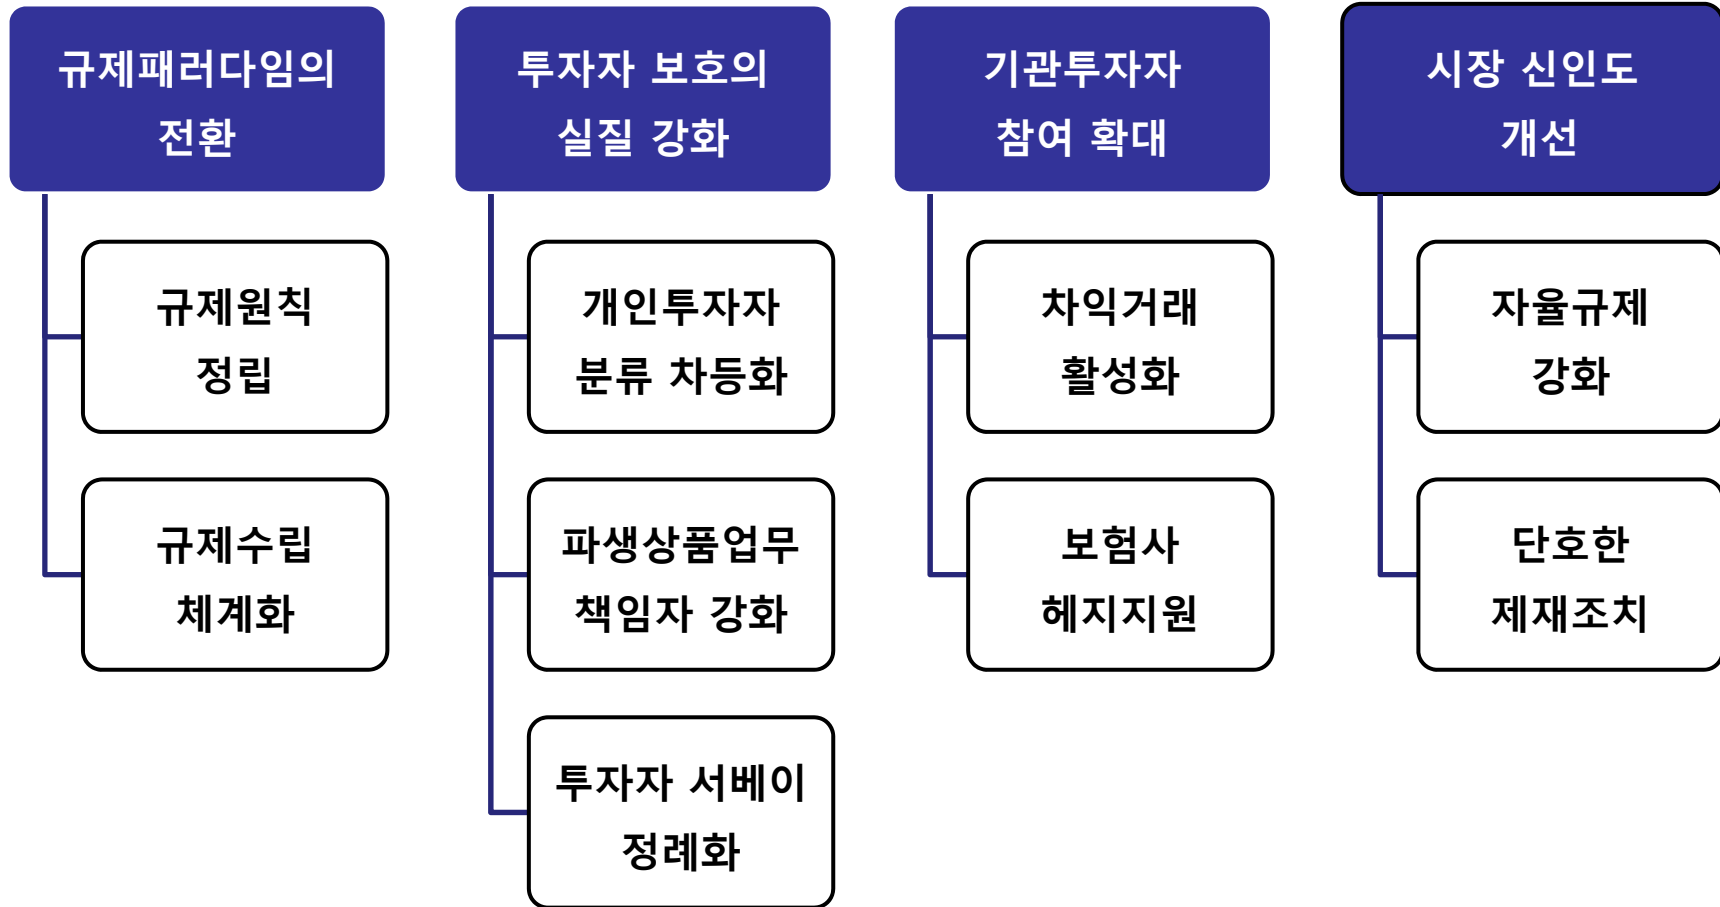 규제패러다임의
전환
규제원칙
정립
규제수립
체계화
투자자 보호의
실질 강화
개인투자자
분류 차등화
파생상품업무
책임자 강화
투자자 서베이
정례화
기관투자자
참여 확대
차익거래
활성화
보험사
헤지지원
시장 신인도
개선
자율규제
강화
단호한
제재조치